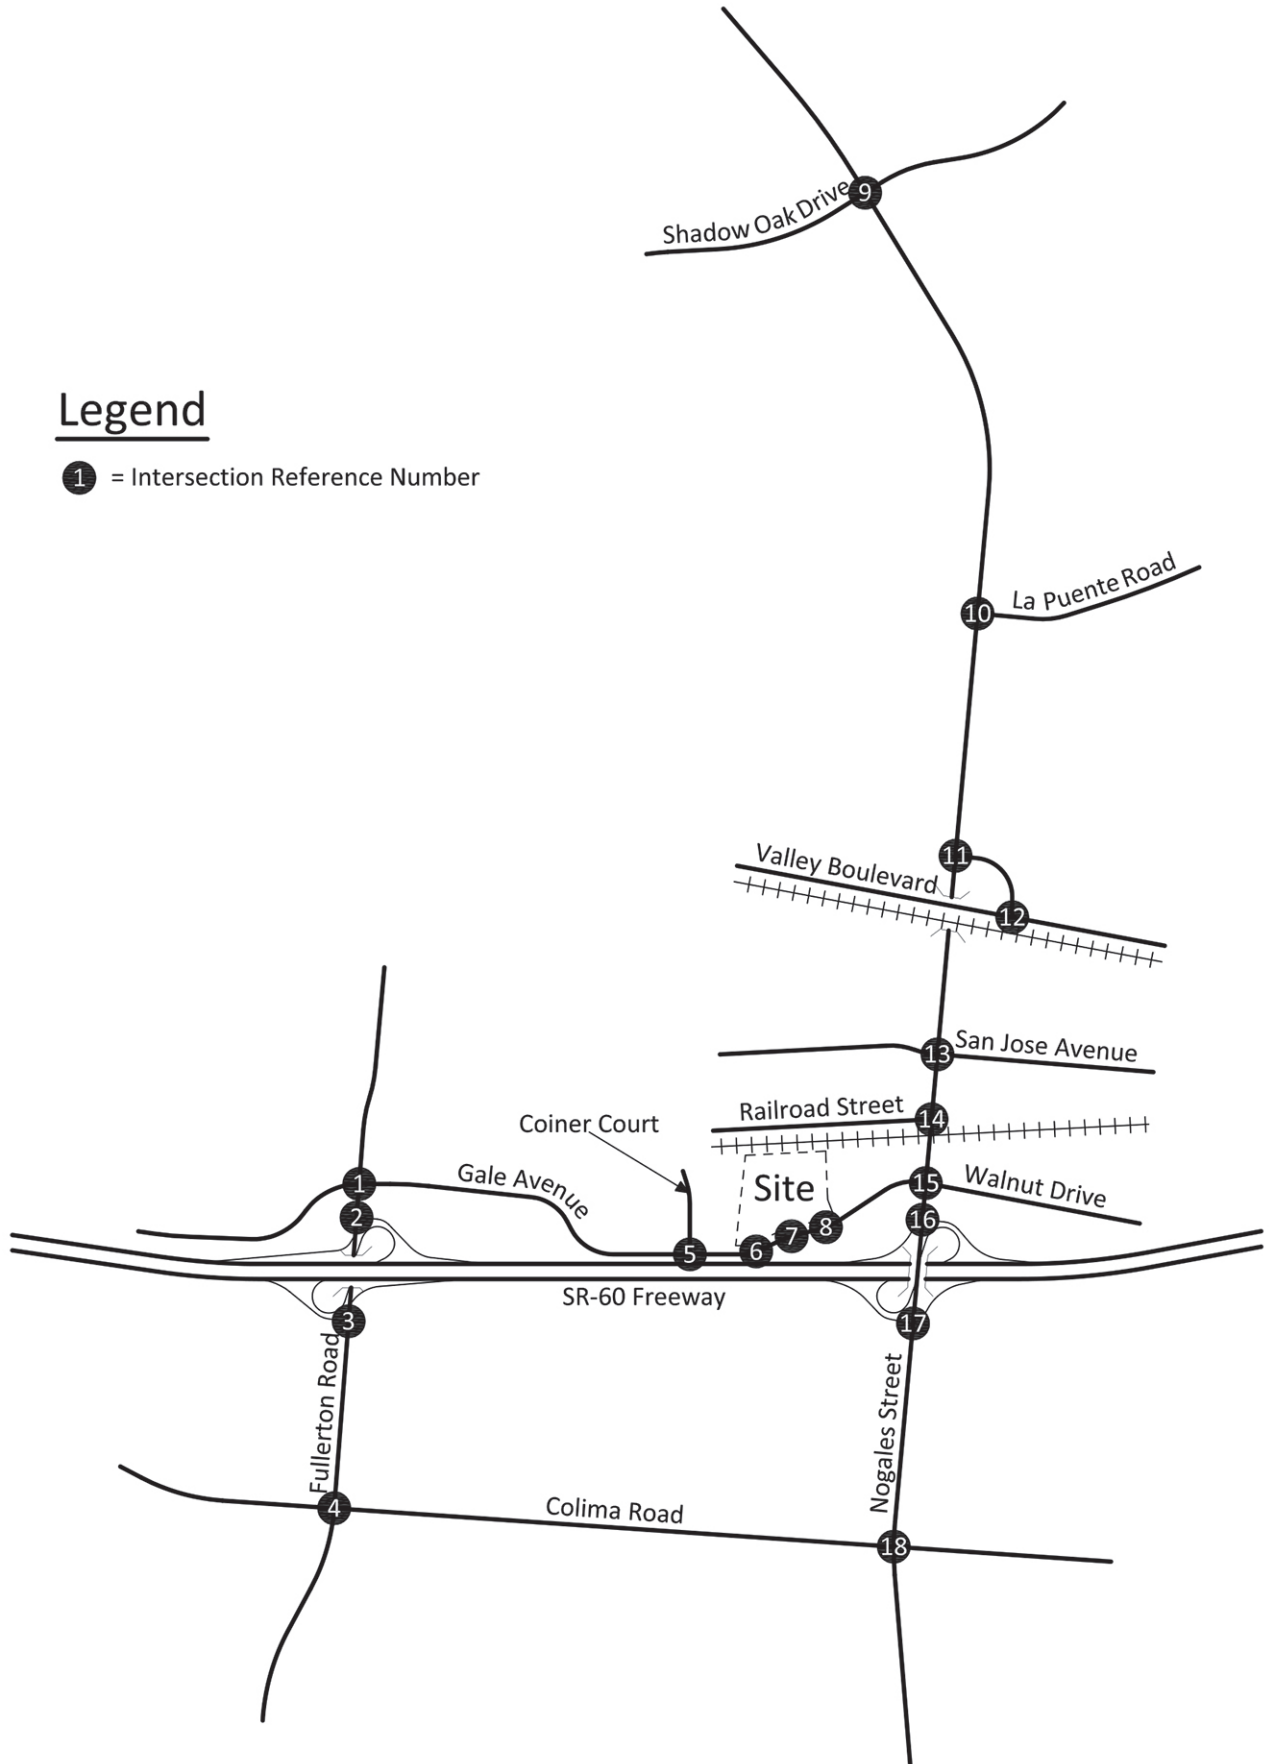 9
Shadow Oak Drive
Legend
1 = Intersection Reference Number
La Puente Road
10
11
Valley Boulevard
12
San Jose Avenue
13
Railroad Street
14
Coiner Court
Gale Avenue
Site
Walnut Drive
1
15
2
16
8
7
6
5
SR-60 Freeway
3
17
Fullerton Road
Nogales Street
4
Colima Road
18